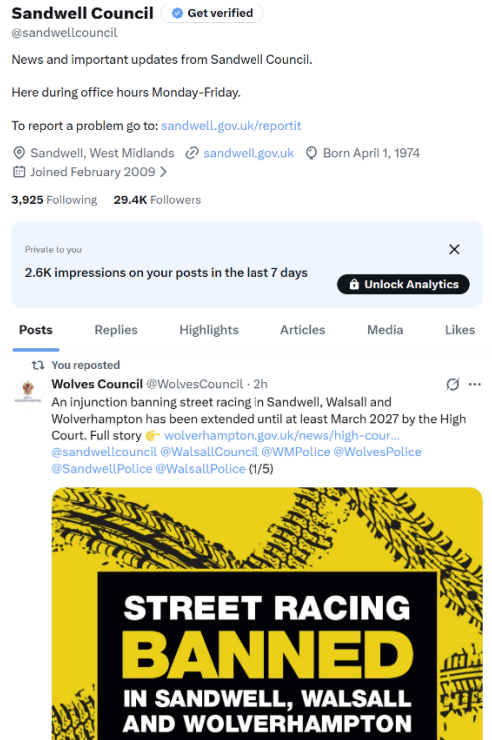 Sandwell Council Get verified
@sandwellcouncil
News and important updates from Sandwell Council.
Here during office hours Monday-Friday.
To report a problem go to: sandwell.gov.uk/reportit
Sandwell, West Midlands sandwell.gov.uk Born April 1, 1974
Joined February 2009
3,925 Following 29.4K Followers
Private to you
2.6K impressions on your posts in the last 7 days
Unlock Analytics
Posts Replies Highlights Articles Media Likes
You reposted
Wolves Council @WolvesCouncil · 2h
An injunction banning street racing in Sandwell, Walsall and
Wolverhampton has been extended until at least March 2027 by the High
Court. Full story 👉 wolverhampton.gov.uk/news/high-cour...
@sandwellcouncil @WalsallCouncil @WMPolice @WolvesPolice
@SandwellPolice @WalsallPolice (1/5)
STREET RACING
BANNED
IN SANDWELL, WALSALL
AND WOLVERHAMPTON